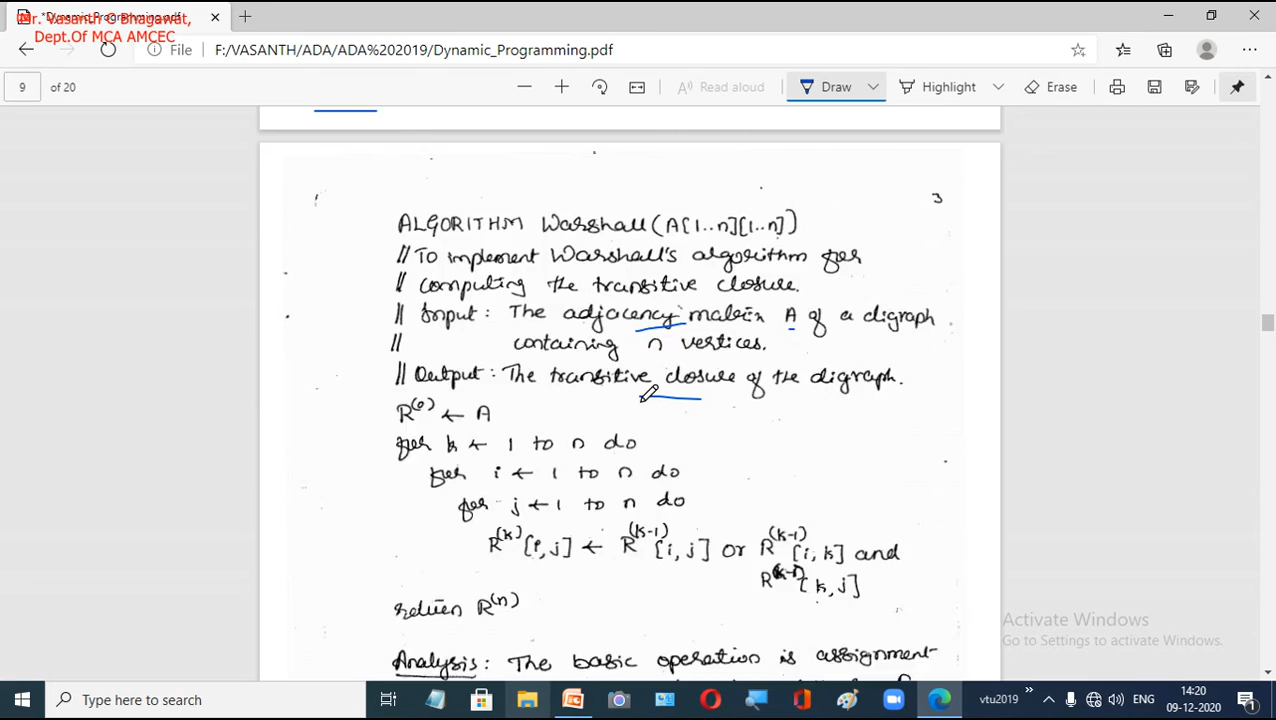 *Dynamic_Programming.pdf
Dr. Vasanth C Bhagawat,
Dept.Of MCA AMCEC
File F:/VASANTH/ADA/ADA%202019/Dynamic_Programming.pdf
9 of 20 Read aloud Draw Highlight Erase
3
ALGORITHM Warshall(A[1..n][1..n])
// To implement Warshall's algorithm for
// computing the transitive closure.
// Input: The adjacency matrix A of a digraph
// containing n vertices.
// Output: The transitive closure of the digraph.
R(0) ← A
for k ← 1 to n do
for i ← 1 to n do
for j ← 1 to n do
R(k)[i,j] ← R(k-1)[i,j] or R(k-1)[i,k] and
R(k-1)[k,j]
return R(n)
Analysis: The basic operation is assignment
Activate Windows
Go to Settings to activate Windows.
Type here to search
vtu2019
ENG
14:20
09-12-2020